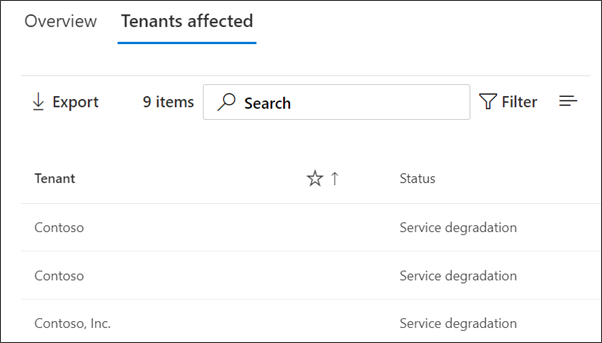 Overview Tenants affected
Export 9 items Search Filter
Tenant Status
Contoso Service degradation
Contoso Service degradation
Contoso, Inc. Service degradation